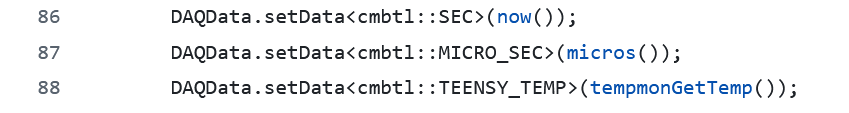 86 DAQData.setData<cmbtl::SEC>(now());
87 DAQData.setData<cmbtl::MICRO_SEC>(micros());
88 DAQData.setData<cmbtl::TEENSY_TEMP>(tempmonGetTemp());